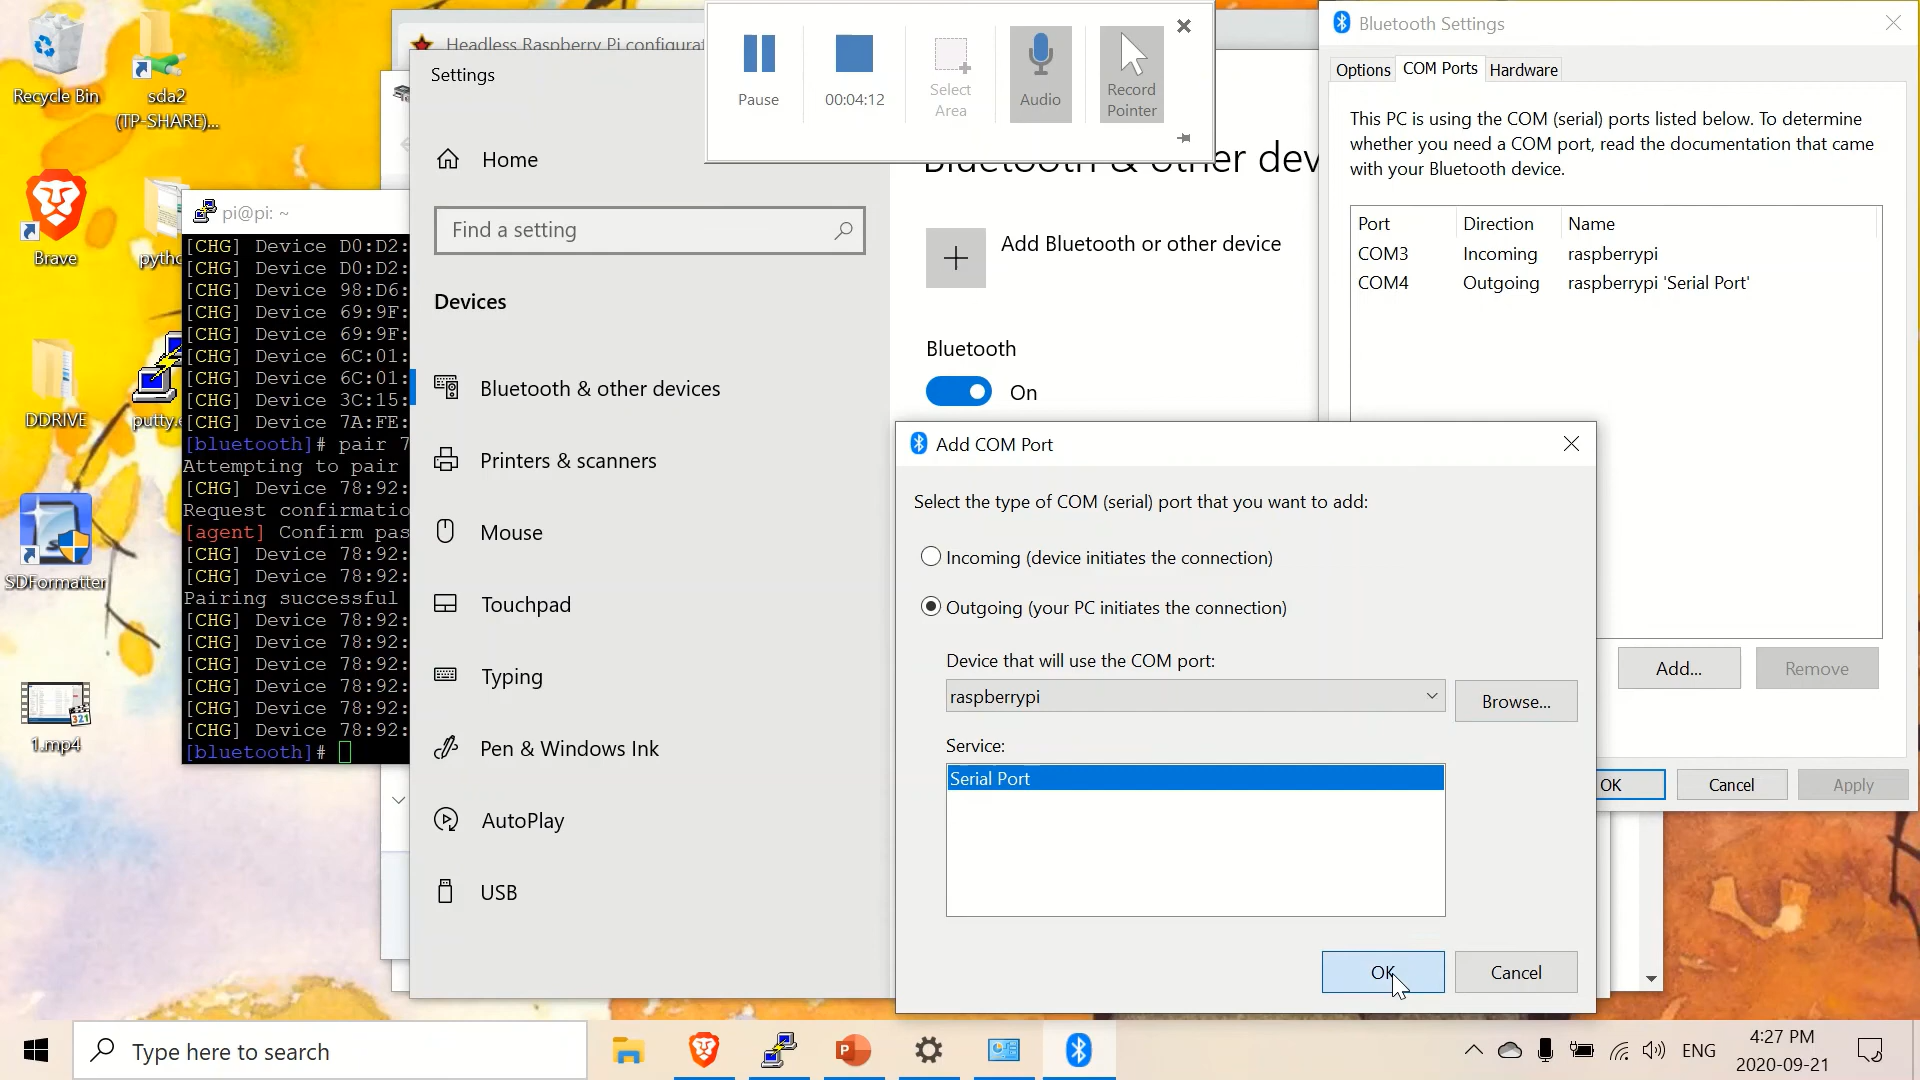 Recycle Bin
sda2
(TP-SHARE)...
Brave
DDRIVE
putty.
SDFormatter
321
1.mp4
Headless Raspberry Pi
Settings
Pause
00:04:12
Select
Area
Audio
Record
Pointer
pi@pi: ~
[CHG] Device D0:D2:
[CHG] Device D0:D2:
[CHG] Device 98:D6:
[CHG] Device 69:9F:
[CHG] Device 69:9F:
[CHG] Device 6C:01:
[CHG] Device 6C:01:
[CHG] Device 3C:15:
[CHG] Device 7A:FE:
[bluetooth]# pair 7
Attempting to pair
[CHG] Device 78:92:
Request confirmatio
[agent] Confirm pas
[CHG] Device 78:92:
[CHG] Device 78:92:
Pairing successful
[CHG] Device 78:92:
[CHG] Device 78:92:
[CHG] Device 78:92:
[CHG] Device 78:92:
[CHG] Device 78:92:
[CHG] Device 78:92:
[bluetooth]#
Home
Find a setting
Devices
Bluetooth & other devices
Printers & scanners
Mouse
Touchpad
Typing
Pen & Windows Ink
AutoPlay
USB
Bluetooth & other dev
Add Bluetooth or other device
Bluetooth
On
Bluetooth Settings
Options COM Ports Hardware
This PC is using the COM (serial) ports listed below. To determine
whether you need a COM port, read the documentation that came
with your Bluetooth device.
Port Direction Name
COM3 Incoming raspberrypi
COM4 Outgoing raspberrypi 'Serial Port'
Add... Remove
OK Cancel Apply
Add COM Port
Select the type of COM (serial) port that you want to add:
Incoming (device initiates the connection)
Outgoing (your PC initiates the connection)
Device that will use the COM port:
raspberrypi
Browse...
Service:
Serial Port
OK Cancel
Type here to search
P
ENG
4:27 PM
2020-09-21